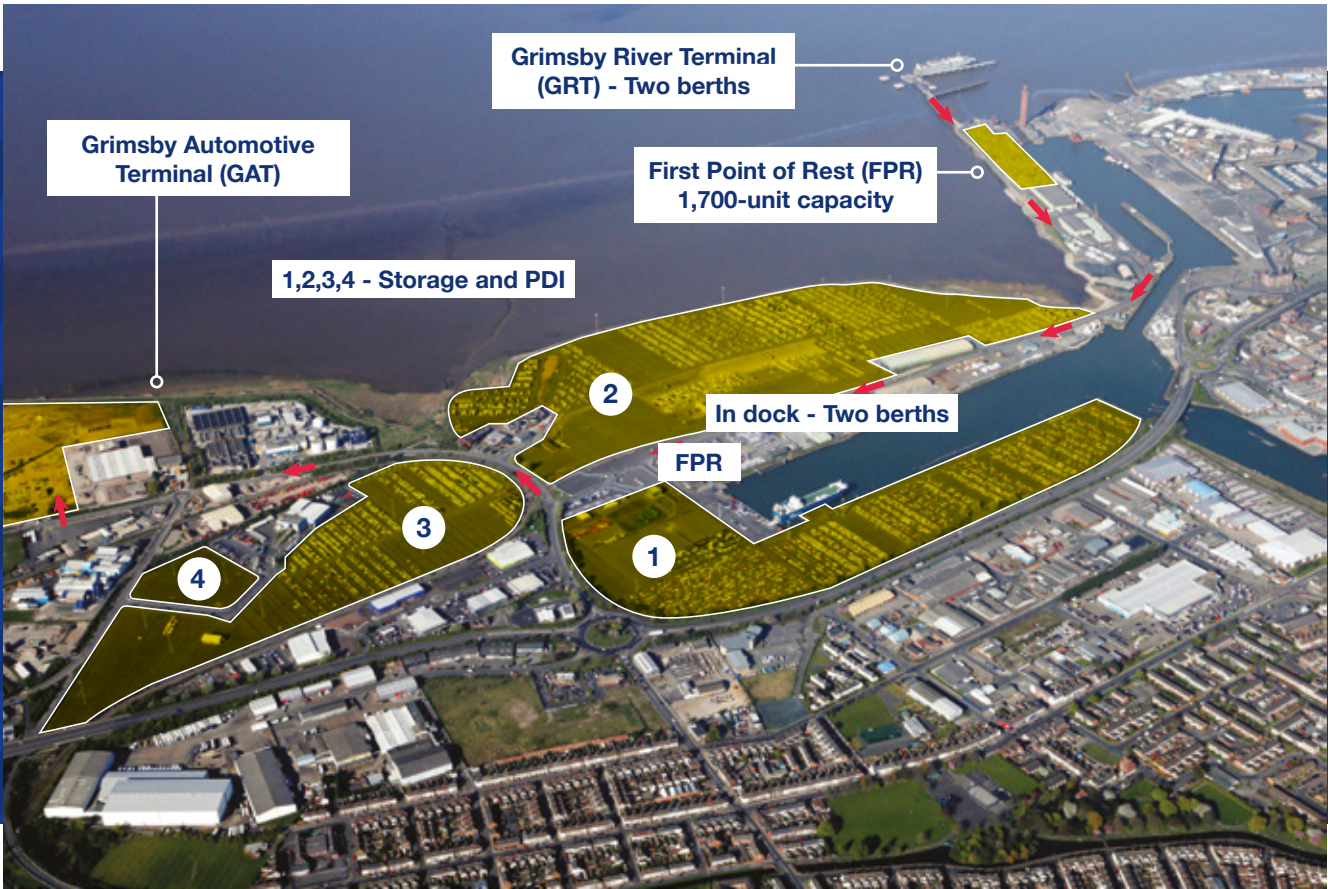 Grimsby River Terminal
(GRT) - Two berths
Grimsby Automotive
Terminal (GAT)
First Point of Rest (FPR)
1,700-unit capacity
1,2,3,4 - Storage and PDI
2
In dock - Two berths
FPR
3
1
4